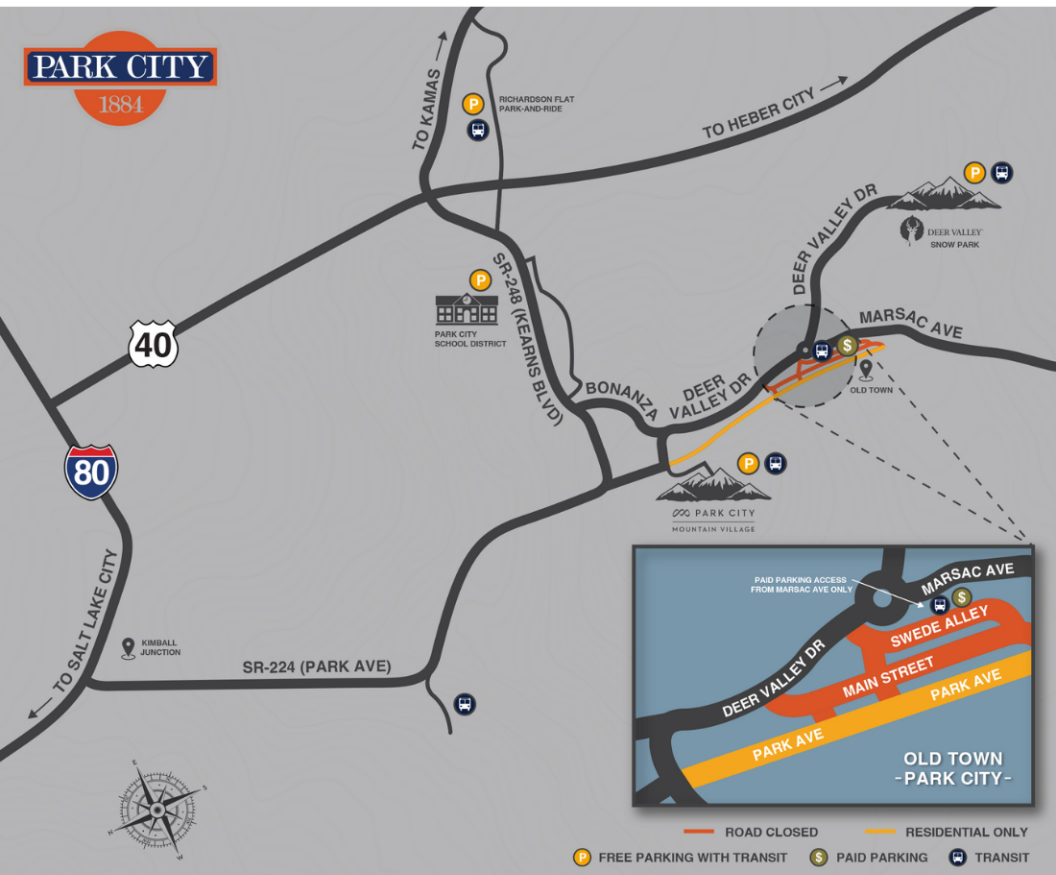 PARK CITY
1884
TO KAMAS
RICHARDSON FLAT
PARK-AND-RIDE
P
TO HEBER CITY
P
DEER VALLEY DR
DEER VALLEY
SNOW PARK
SR-248 (KEARNS BLVD)
P
PARK CITY
SCHOOL DISTRICT
40
MARSAC AVE
$
OLD TOWN
BONANZA
DEER
VALLEY DR
80
P
PARK CITY
MOUNTAIN VILLAGE
TO SALT LAKE CITY
KIMBALL
JUNCTION
SR-224 (PARK AVE)
PAID PARKING ACCESS
FROM MARSAC AVE ONLY
MARSAC AVE
$
SWEDE ALLEY
DEER VALLEY DR
MAIN STREET
PARK AVE
PARK AVE
OLD TOWN
-PARK CITY-
ROAD CLOSED
RESIDENTIAL ONLY
P FREE PARKING WITH TRANSIT
$ PAID PARKING
TRANSIT